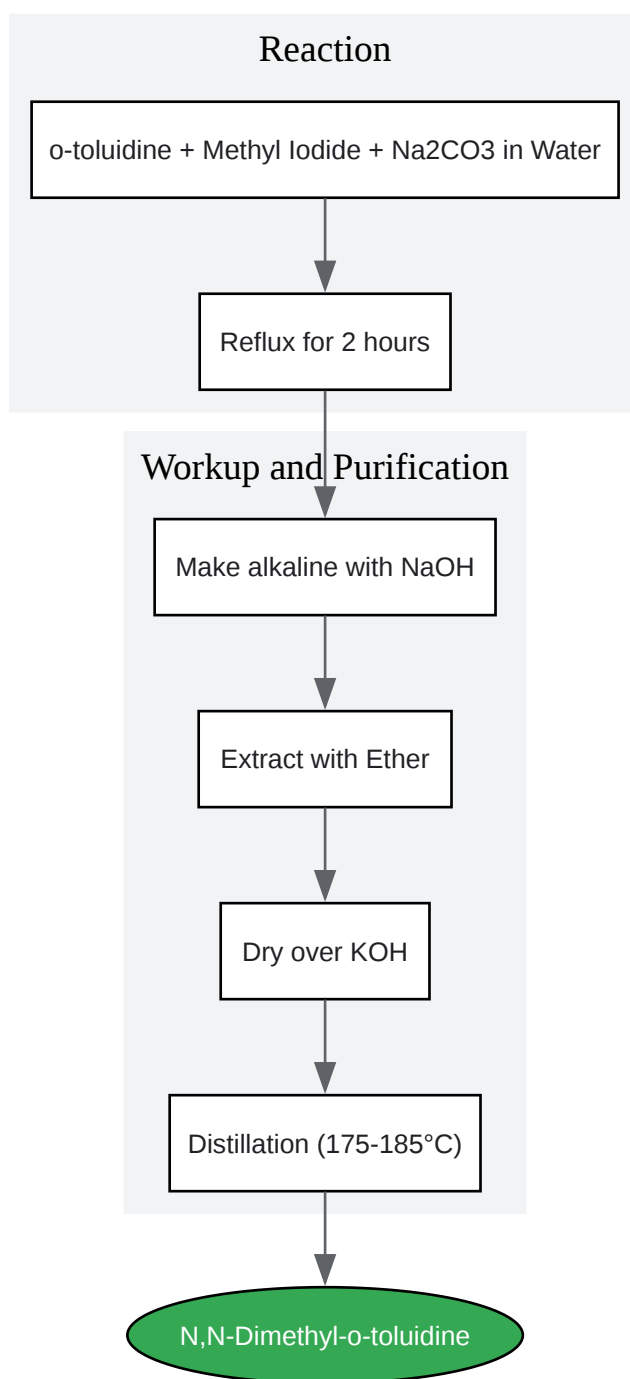 Reaction
o-toluidine + Methyl Iodide + Na2CO3 in Water
Reflux for 2 hours
Workup and Purification
Make alkaline with NaOH
Extract with Ether
Dry over KOH
Distillation (175-185°C)
N,N-Dimethyl-o-toluidine